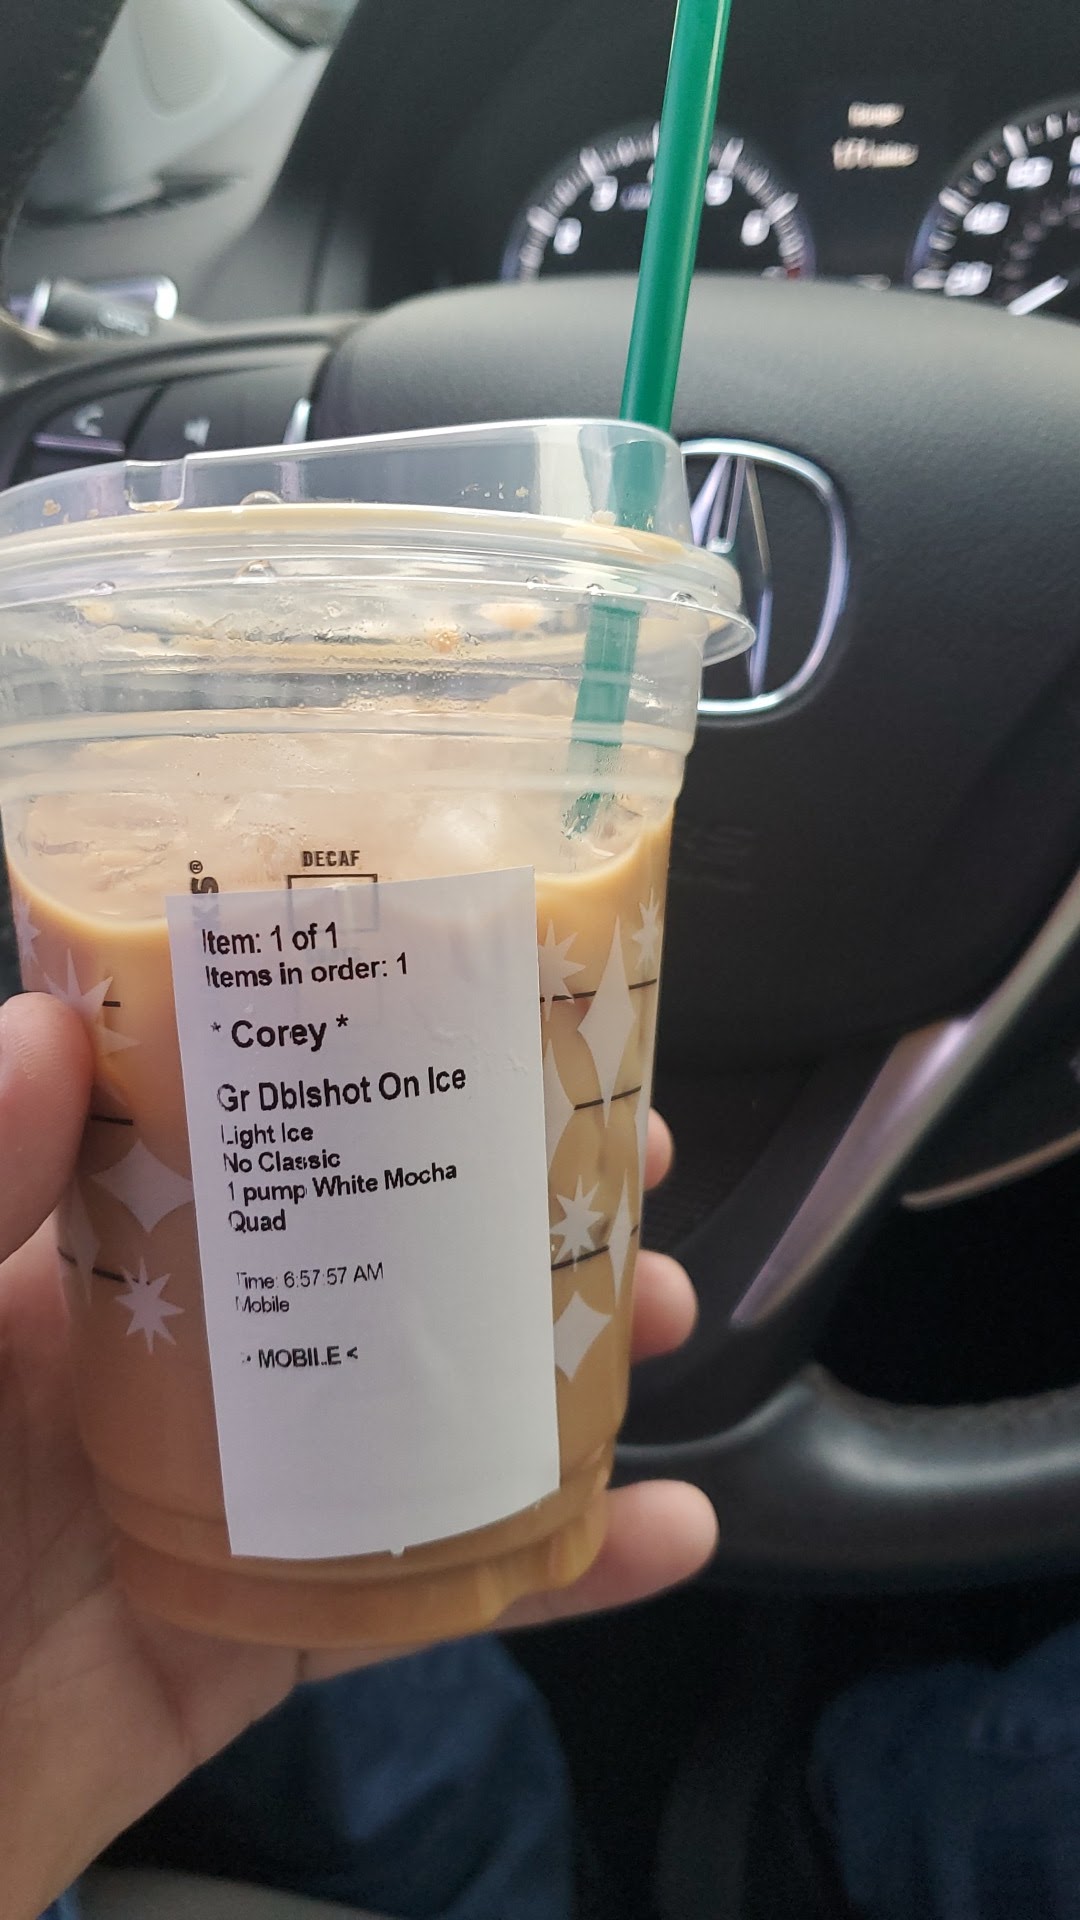 DECAF
KS®
Item: 1 of 1
Items in order: 1
* Corey *
Gr Dblshot On Ice
Light Ice
No Classic
1 pump White Mocha
Quad
Time: 6:57:57 AM
Mobile
> MOBILE <